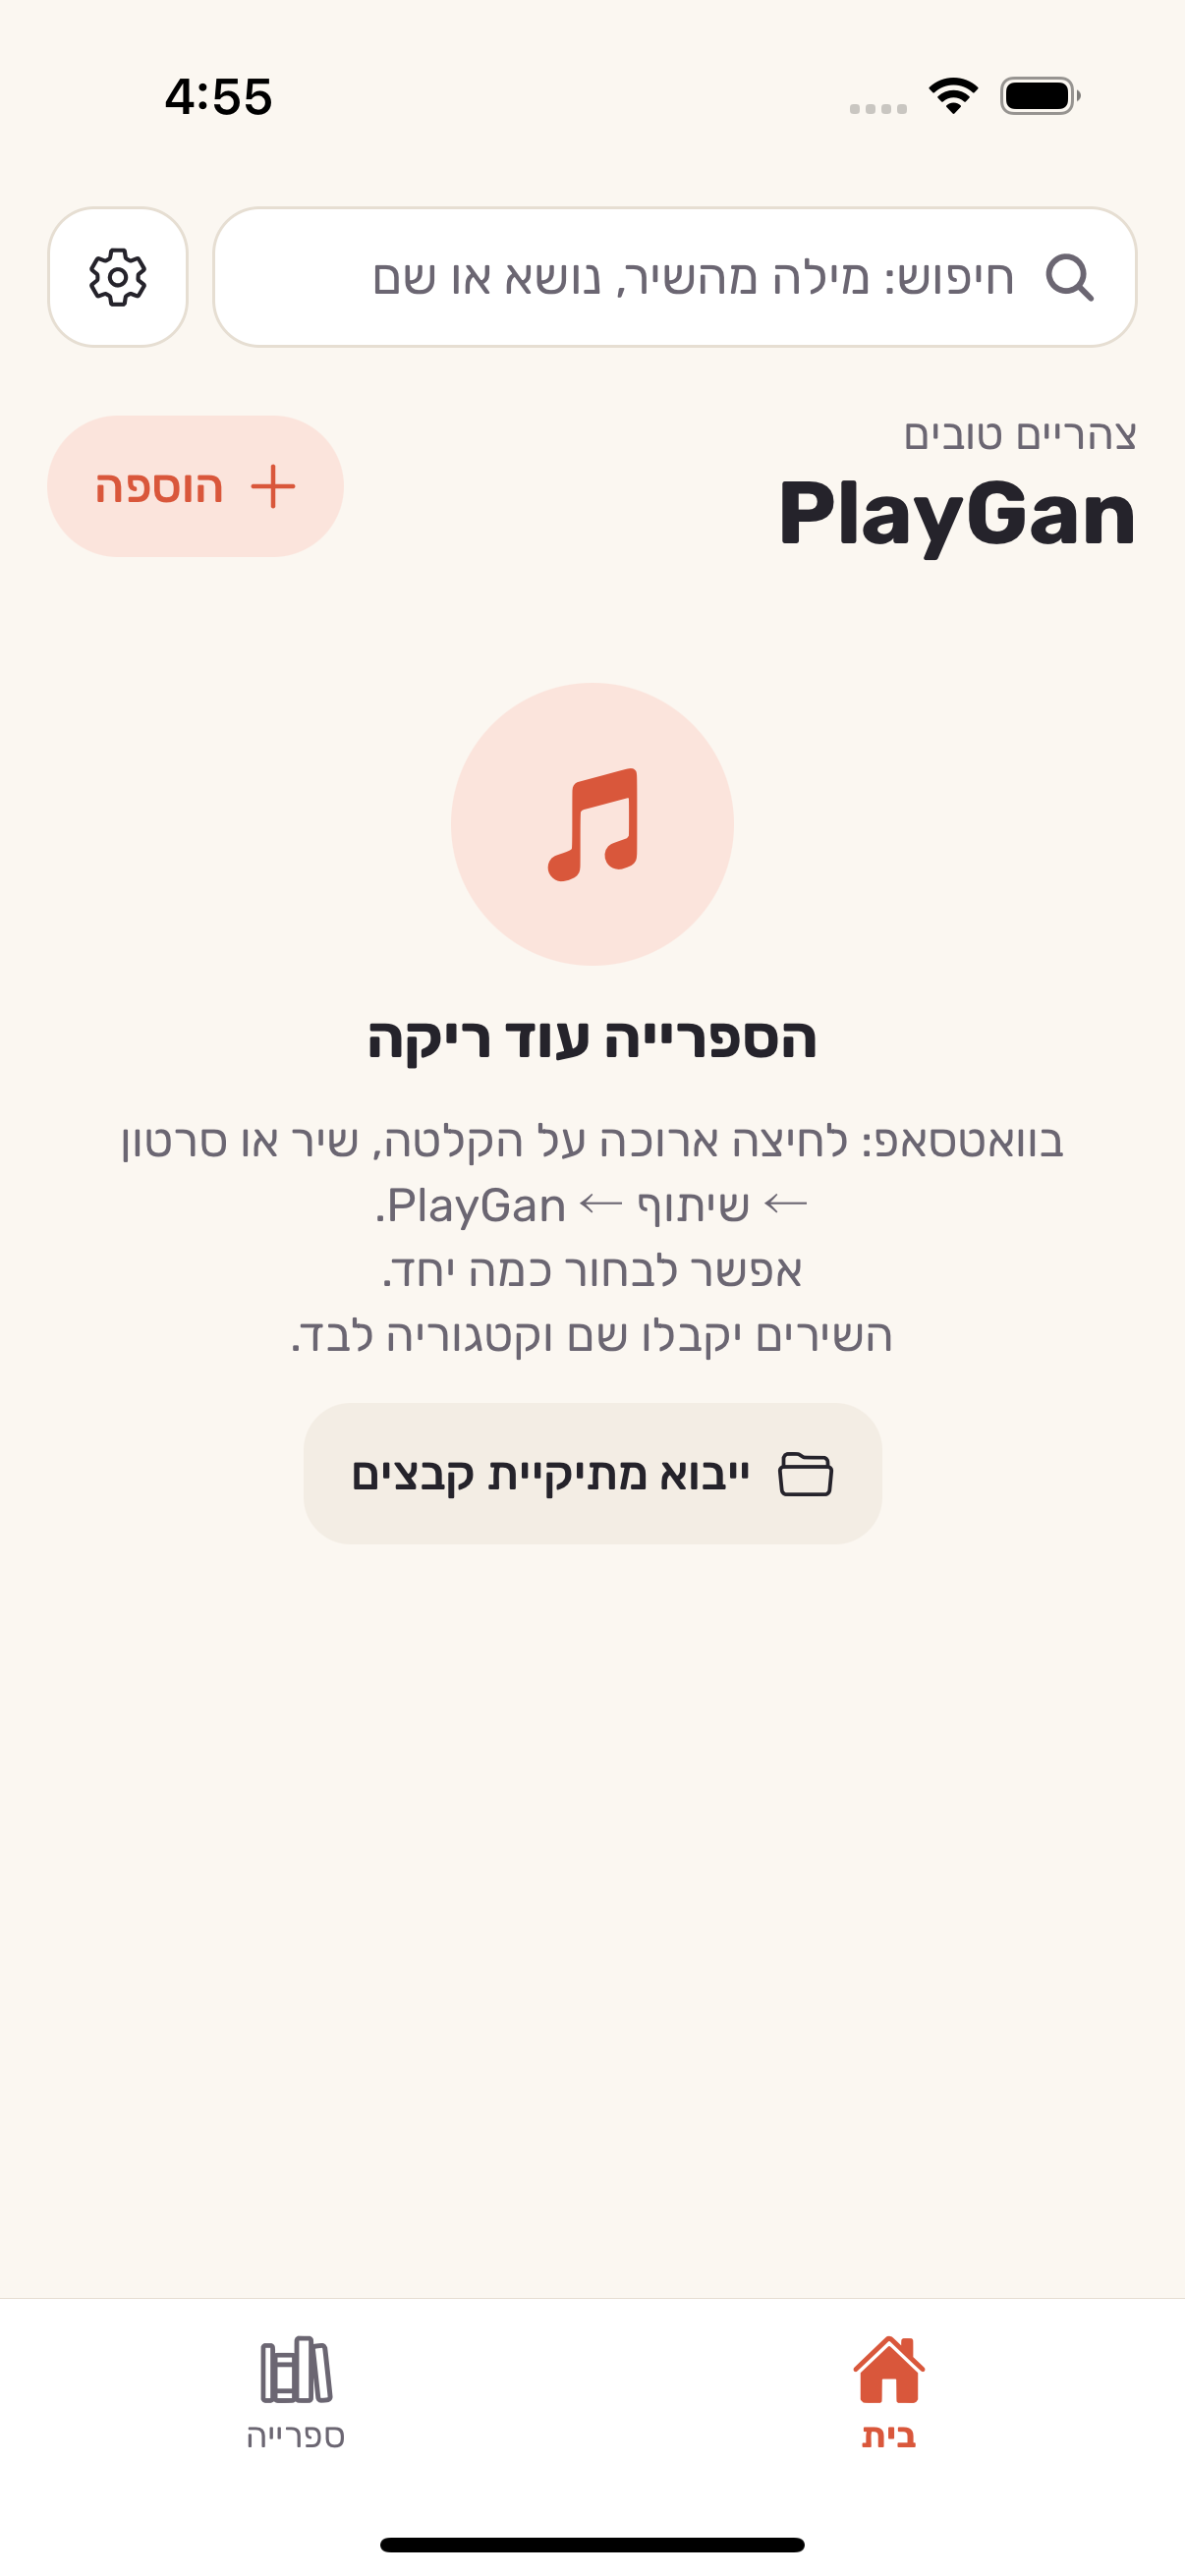 4:55
חיפוש: מילה מהשיר, נושא או שם
צהריים טובים
PlayGan
הוספה
הספרייה עוד ריקה
בוואטסאפ: לחיצה ארוכה על הקלטה, שיר או סרטון
← שיתוף ← PlayGan.
אפשר לבחור כמה יחד.
השירים יקבלו שם וקטגוריה לבד.
ייבוא מתיקיית קבצים
בית
ספרייה